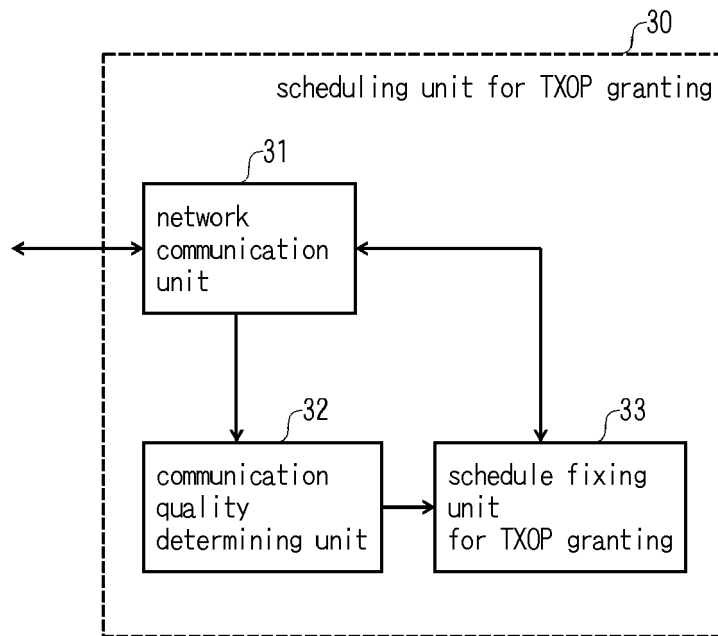 30
scheduling unit for TXOP granting
31
network
communication
unit
32
33
communication
quality
determining unit
schedule fixing
unit
for TXOP granting